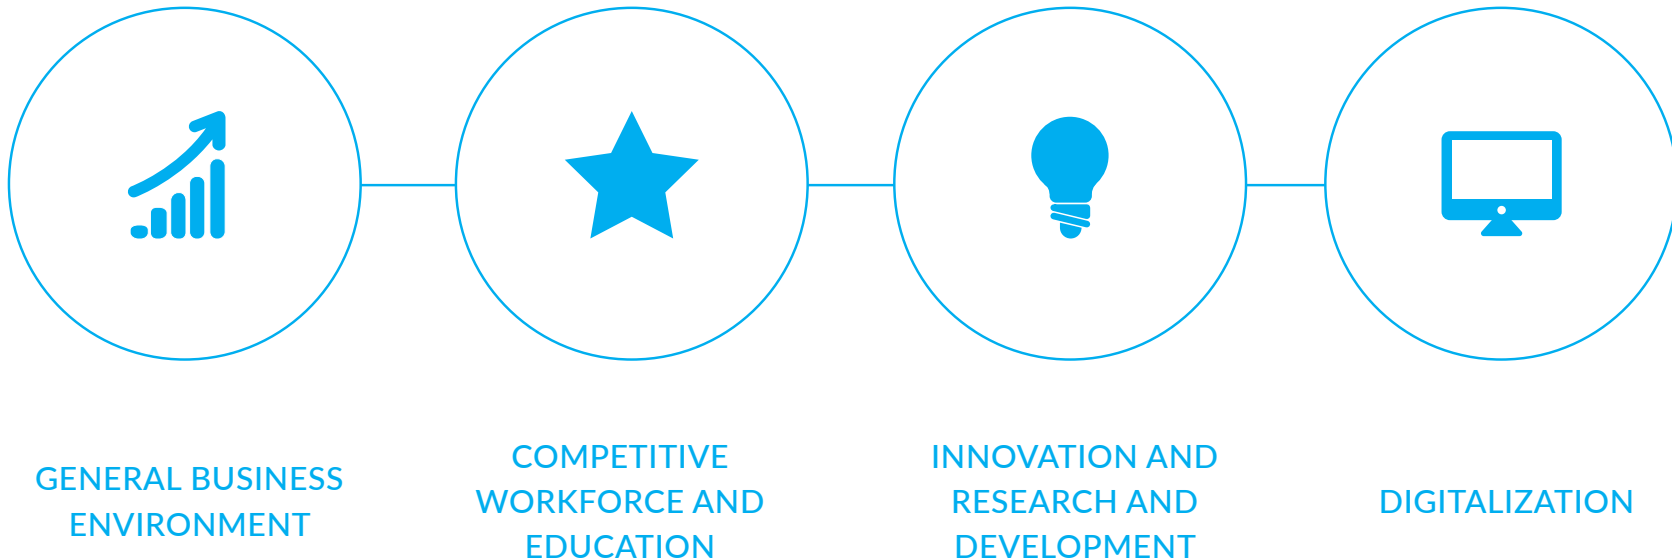 GENERAL BUSINESS
ENVIRONMENT
COMPETITIVE
WORKFORCE AND
EDUCATION
INNOVATION AND
RESEARCH AND
DEVELOPMENT
DIGITALIZATION